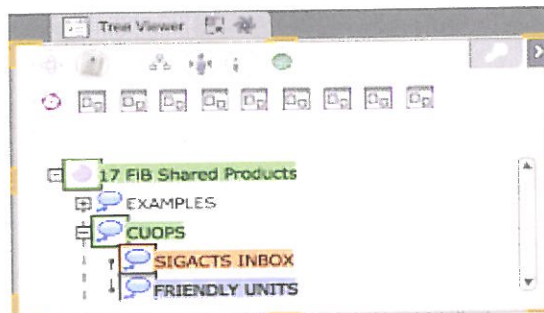 Tree Viewer
17 FiB Shared Products
EXAMPLES
CUOPS
SIGACTS INBOX
FRIENDLY UNITS